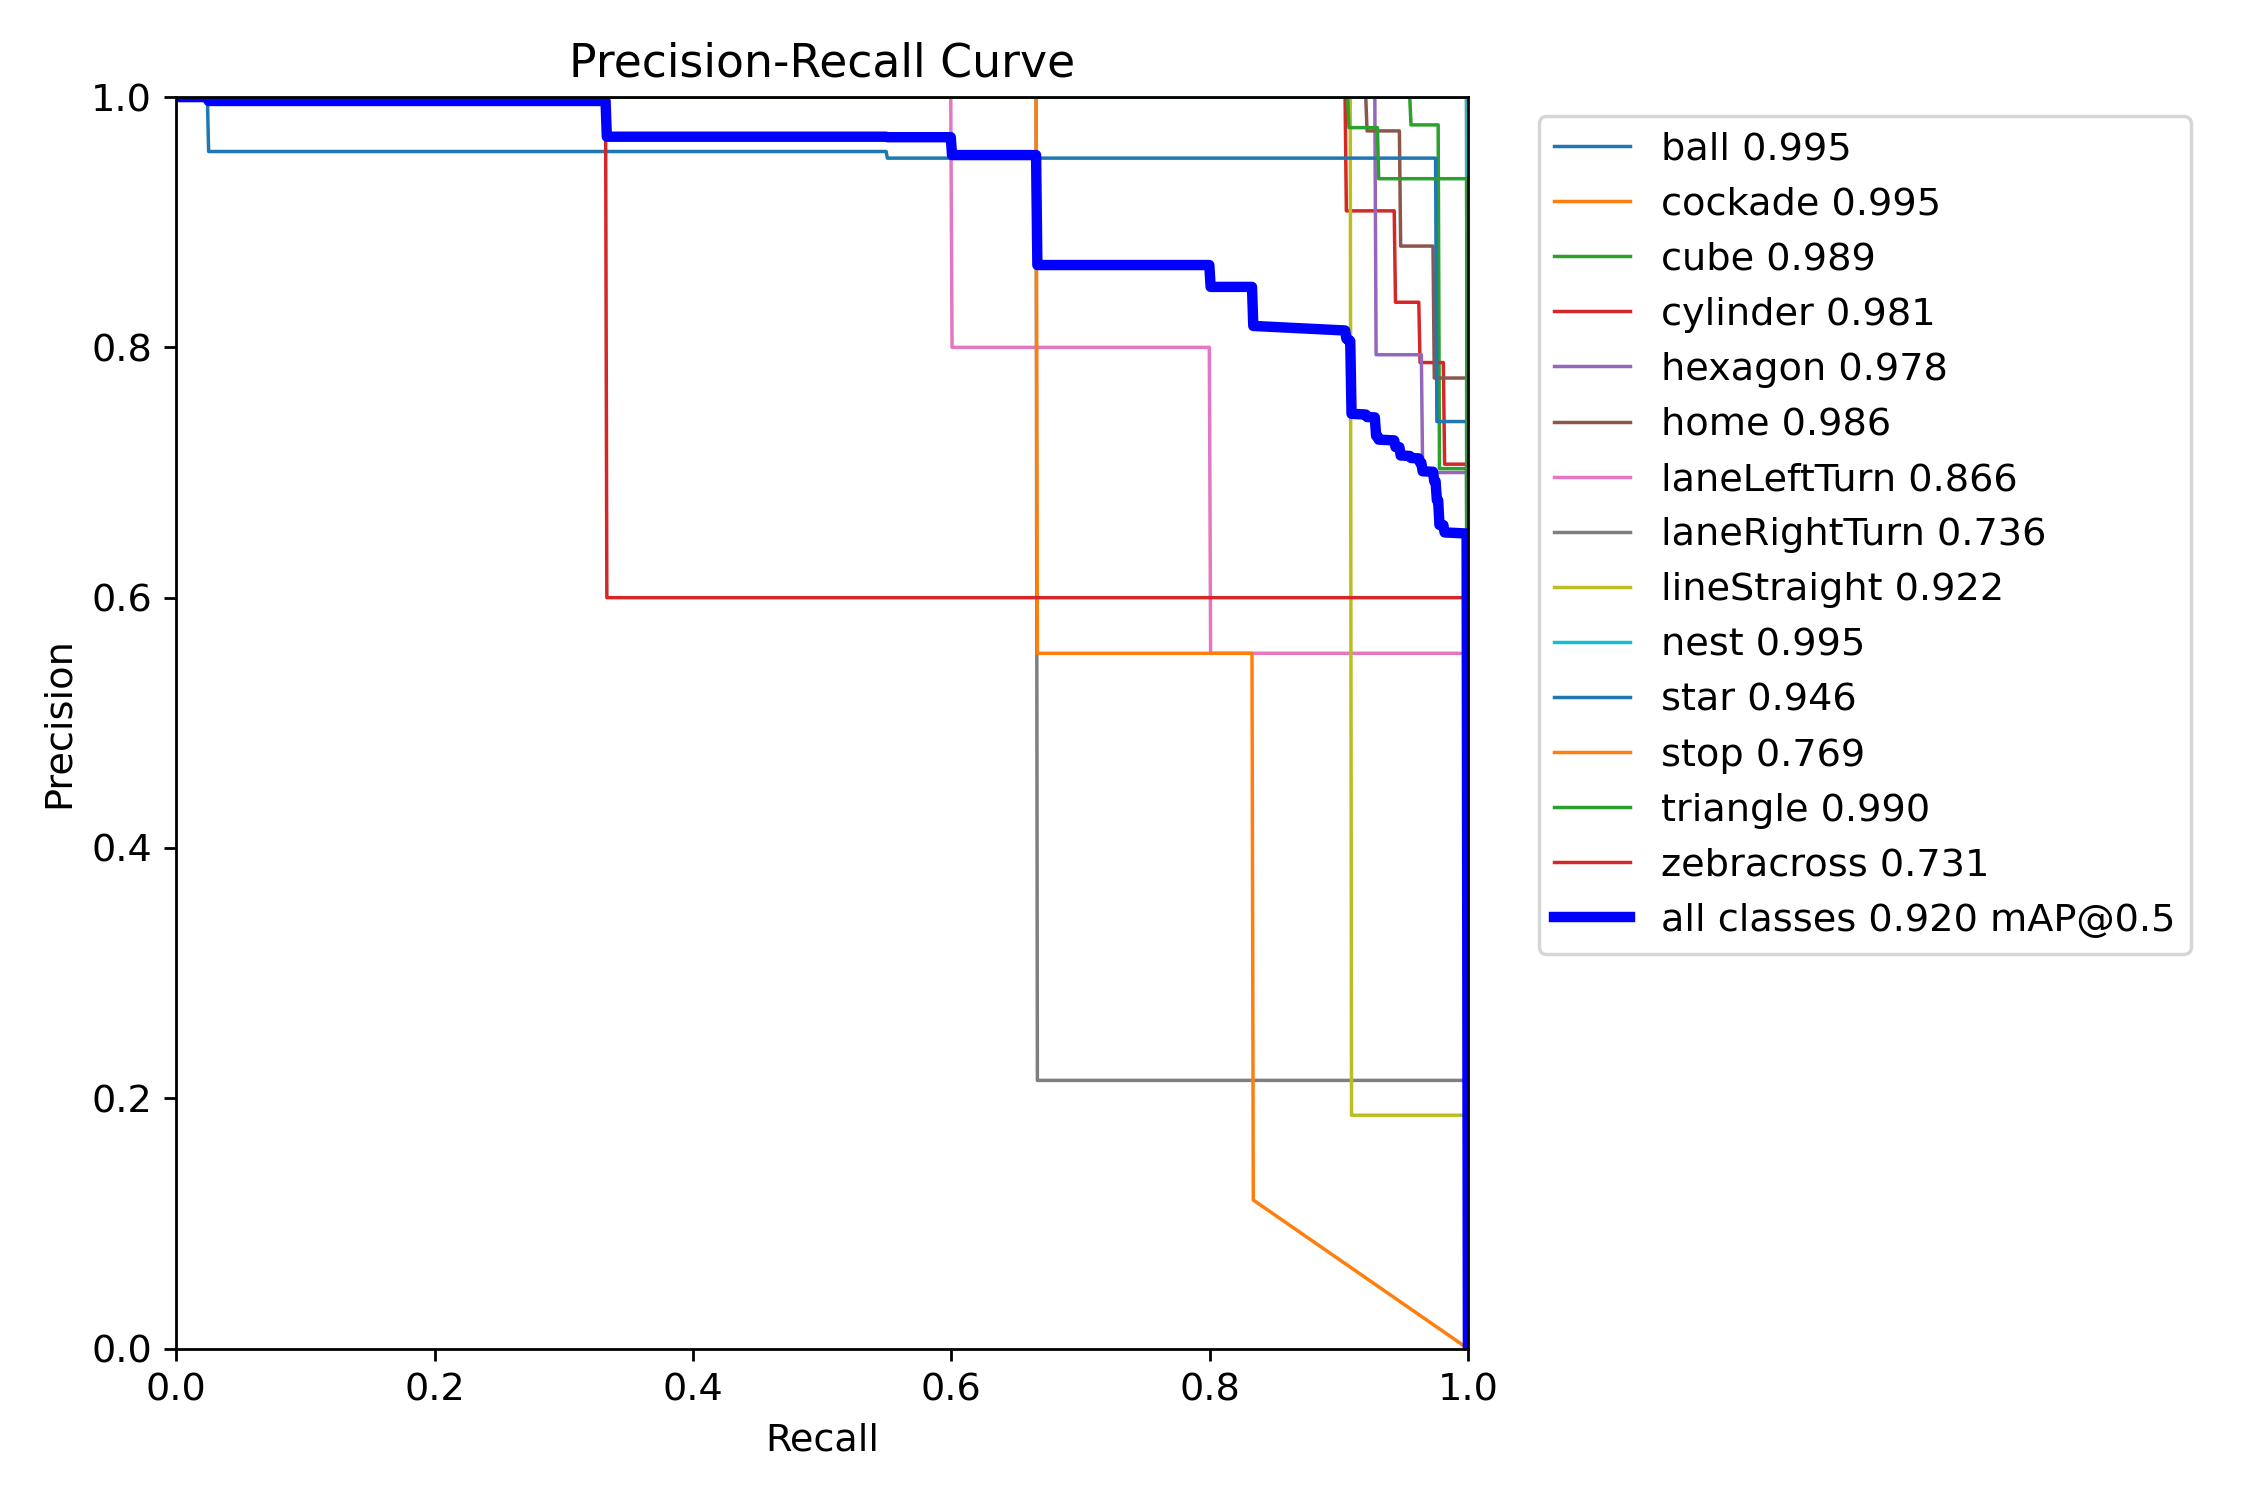 Precision-Recall Curve
1.0
0.8
0.6
0.4
0.2
0.0
Precision
0.0 0.2 0.4 0.6 0.8 1.0
Recall
ball 0.995
cockade 0.995
cube 0.989
cylinder 0.981
hexagon 0.978
home 0.986
laneLeftTurn 0.866
laneRightTurn 0.736
lineStraight 0.922
nest 0.995
star 0.946
stop 0.769
triangle 0.990
zebracross 0.731
all classes 0.920 mAP@0.5